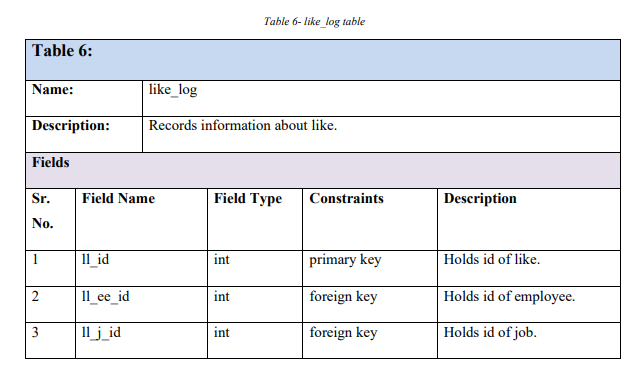 Table 6- like_log table
Table 6:
Name: like_log
Description: Records information about like.
Fields
Sr. No. Field Name Field Type Constraints Description
1 ll_id int primary key Holds id of like.
2 ll_ee_id int foreign key Holds id of employee.
3 ll_j_id int foreign key Holds id of job.